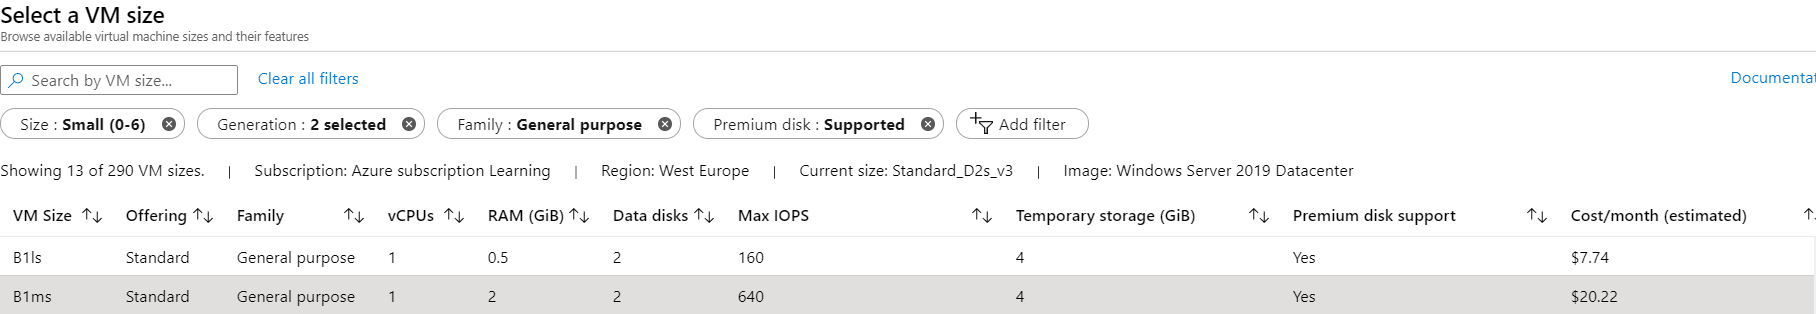 Select a VM size
Browse available virtual machine sizes and their features
Search by VM size... Clear all filters Documentat
Size : Small (0-6) Generation : 2 selected Family : General purpose Premium disk : Supported Add filter
Showing 13 of 290 VM sizes. | Subscription: Azure subscription Learning | Region: West Europe | Current size: Standard_D2s_v3 | Image: Windows Server 2019 Datacenter
VM Size Offering Family vCPUs RAM (GiB) Data disks Max IOPS Temporary storage (GiB) Premium disk support Cost/month (estimated)
B1ls Standard General purpose 1 0.5 2 160 4 Yes $7.74
B1ms Standard General purpose 1 2 2 640 4 Yes $20.22